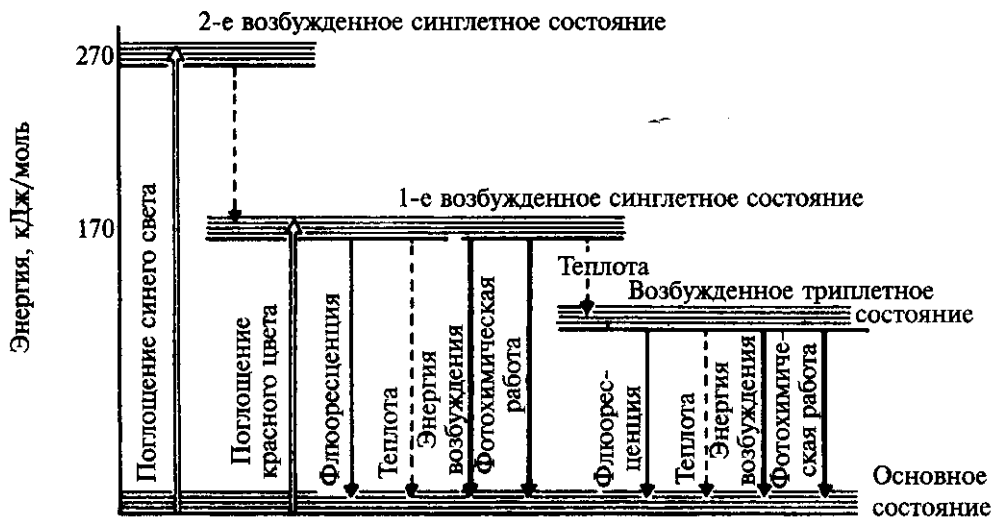 2-е возбужденное синглетное состояние
270
Энергия, кДж/моль
Поглощение синего света
1-е возбужденное синглетное состояние
170
Поглощение
красного цвета
Флюоресценция
Теплота
Энергия
возбуждения
Фотохимическая
работа
Теплота
Возбужденное триплетное
состояние
Флюорес-
ценция
Теплота
Энергия
возбуждения
Фотохимиче-
ская работа
Основное
состояние